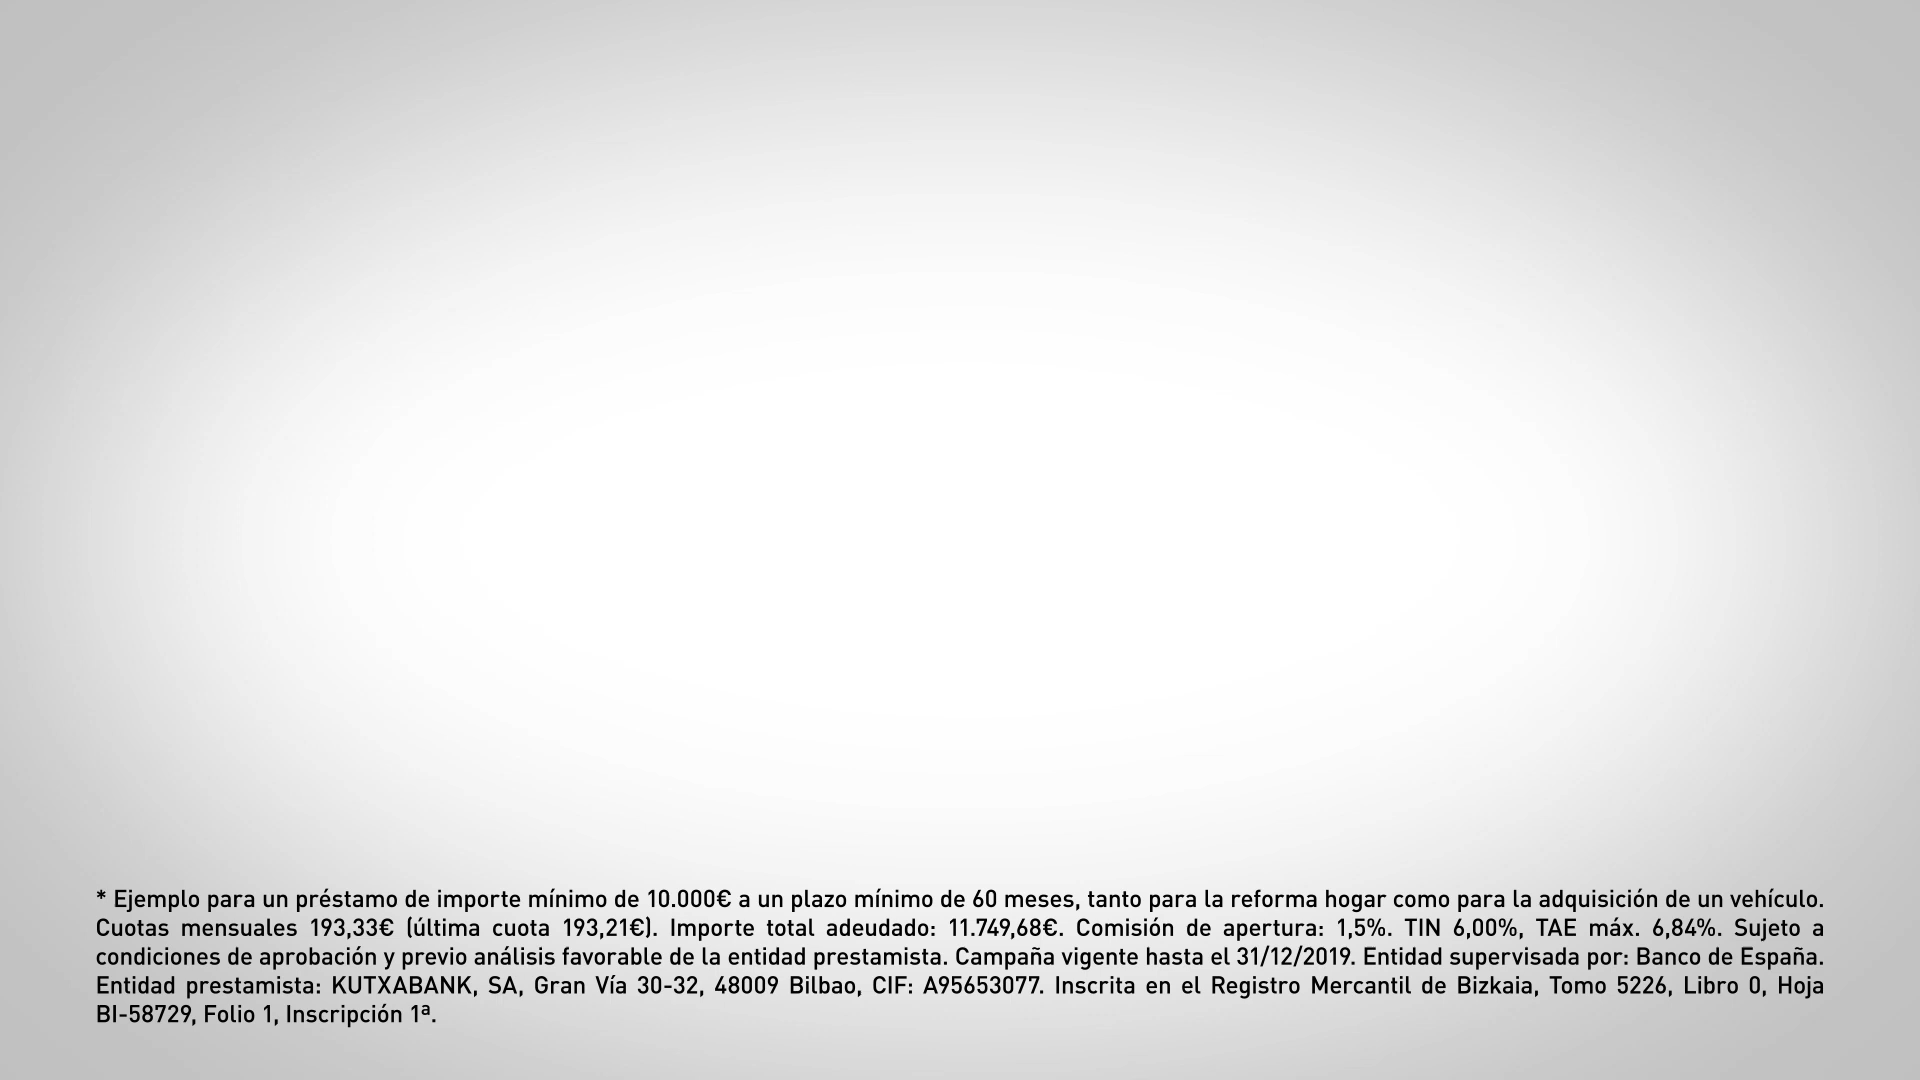 * Ejemplo para un préstamo de importe mínimo de 10.000€ a un plazo mínimo de 60 meses, tanto para la reforma hogar como para la adquisición de un vehículo.
Cuotas mensuales 193,33€ (última cuota 193,21€). Importe total adeudado: 11.749,68€. Comisión de apertura: 1,5%. TIN 6,00%, TAE máx. 6,84%. Sujeto a
condiciones de aprobación y previo análisis favorable de la entidad prestamista. Campaña vigente hasta el 31/12/2019. Entidad supervisada por: Banco de España.
Entidad prestamista: KUTXABANK, SA, Gran Vía 30-32, 48009 Bilbao, CIF: A95653077. Inscrita en el Registro Mercantil de Bizkaia, Tomo 5226, Libro 0, Hoja
BI-58729, Folio 1, Inscripción 1ª.